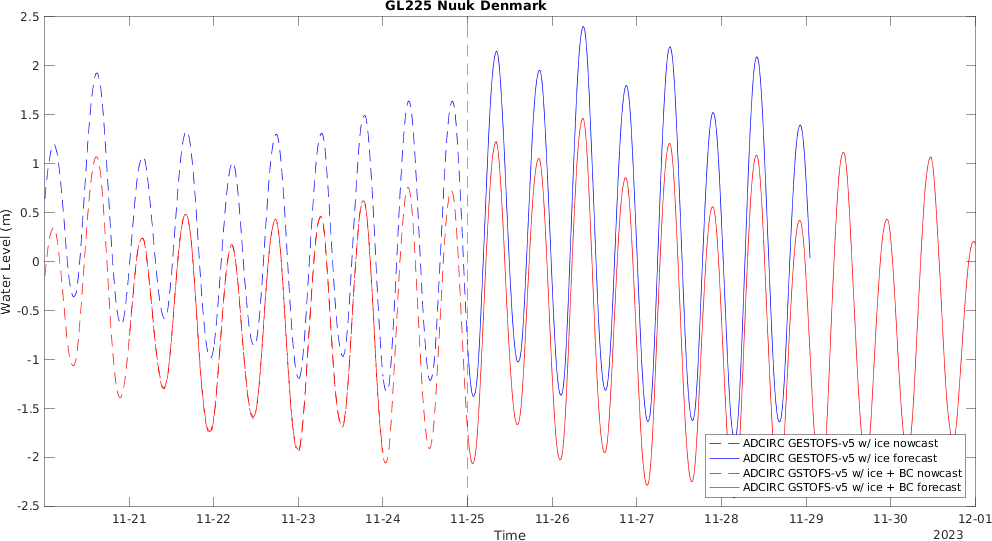 GL225 Nuuk Denmark
2.5
2
1.5
1
0.5
0
-0.5
-1
-1.5
-2
-2.5
Water Level (m)
ADCIRC GESTOFS-v5 w/ ice nowcast
ADCIRC GESTOFS-v5 w/ ice forecast
ADCIRC GSTOFS-v5 w/ ice + BC nowcast
ADCIRC GSTOFS-v5 w/ ice + BC forecast
11-21 11-22 11-23 11-24 11-25 11-26 11-27 11-28 11-29 11-30 12-01
Time
2023